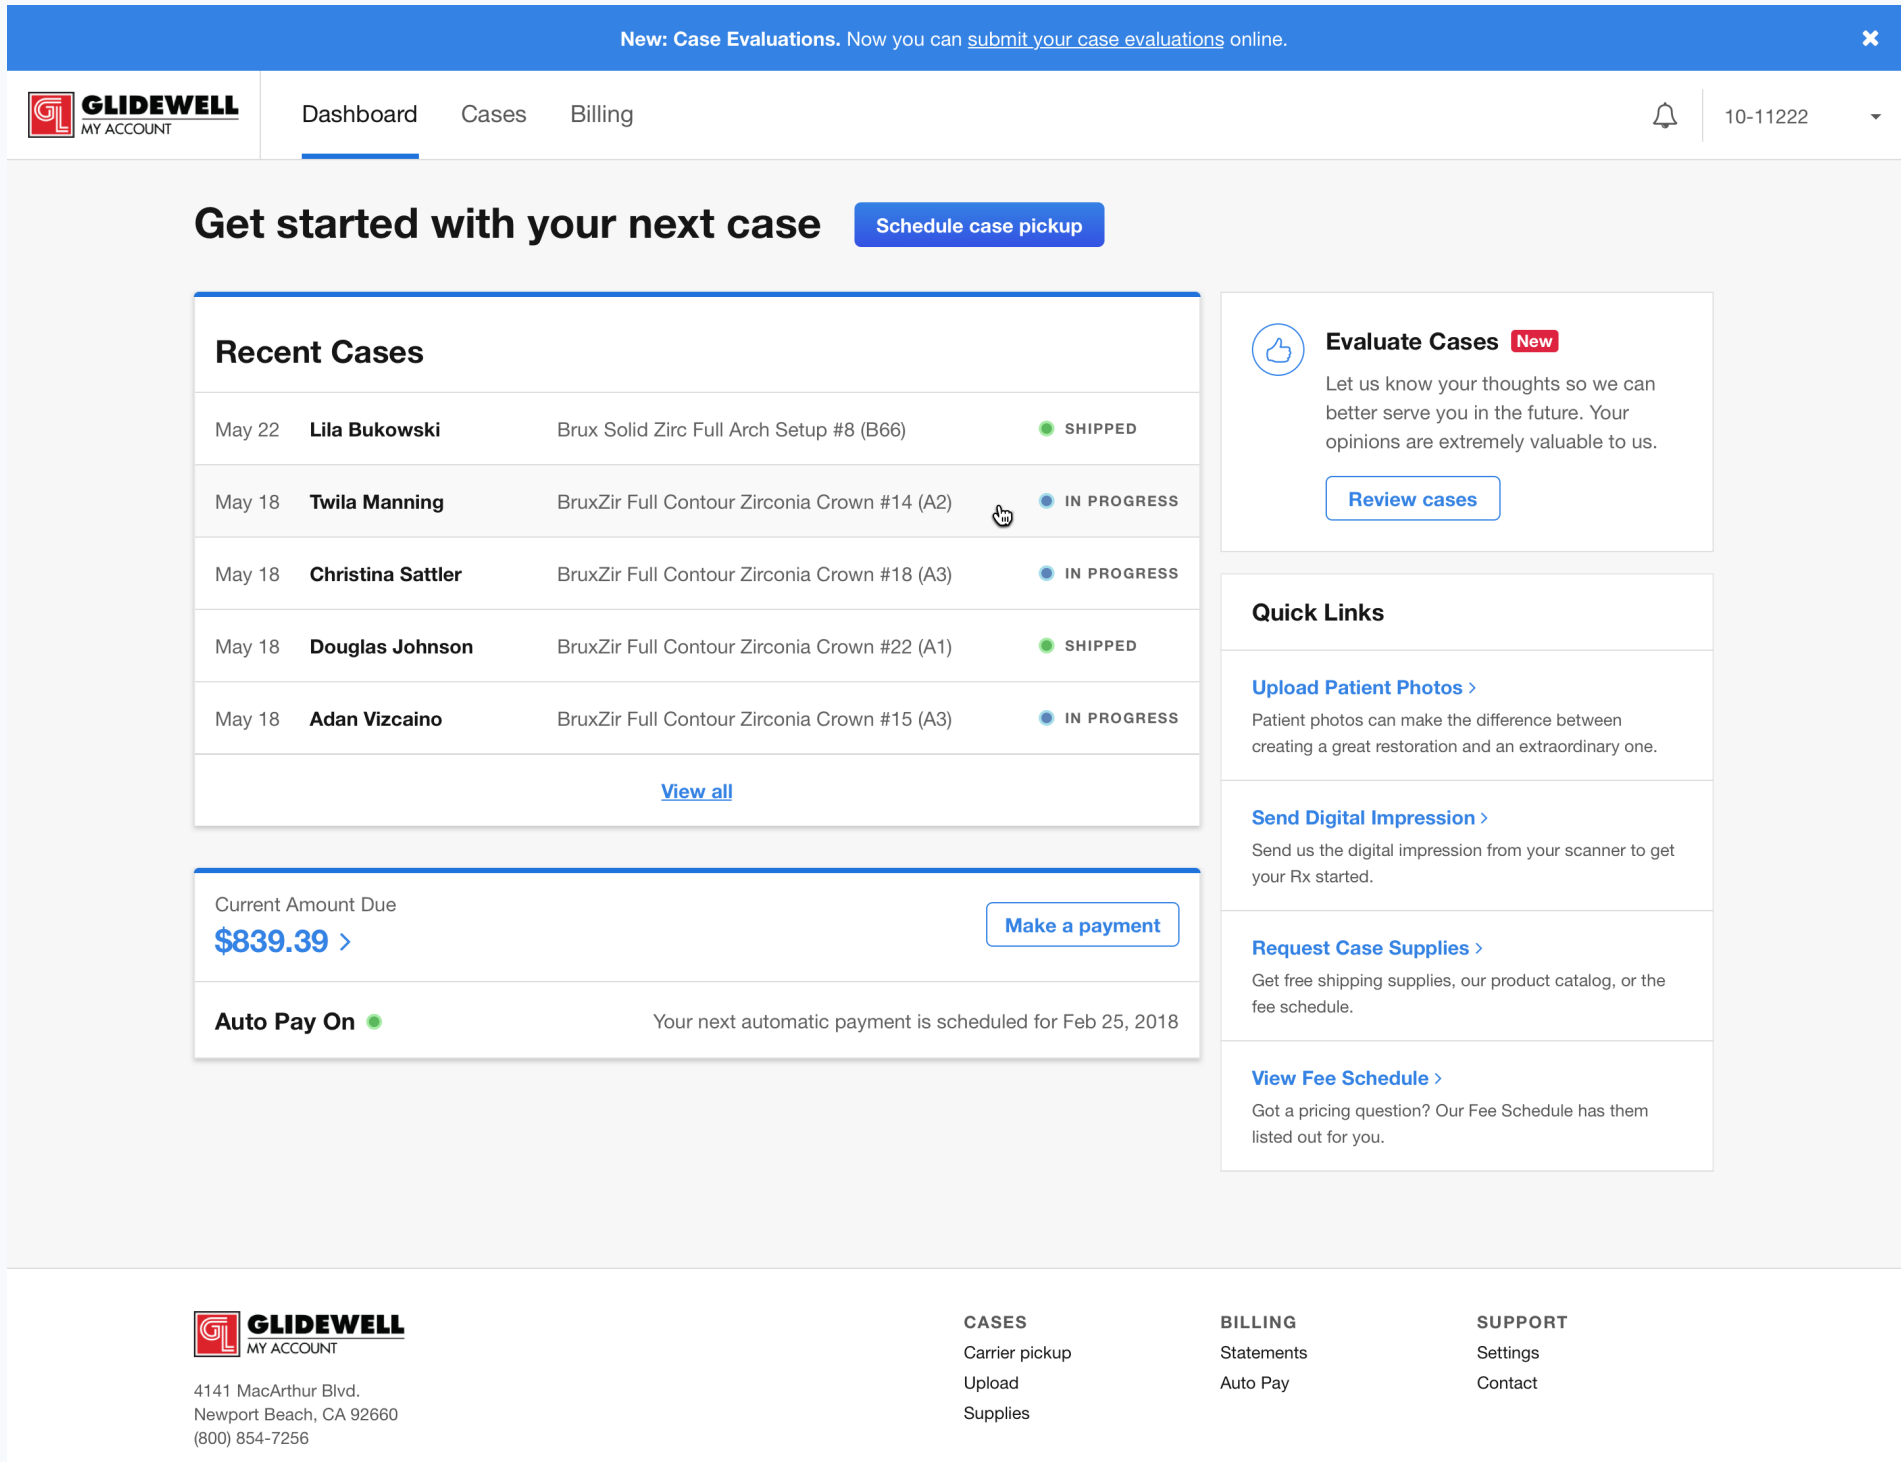 New: Case Evaluations. Now you can submit your case evaluations online.
GLIDEWELL
MY ACCOUNT
Dashboard
Cases
Billing
10-11222
Get started with your next case
Schedule case pickup
Recent Cases
May 22 Lila Bukowski Brux Solid Zirc Full Arch Setup #8 (B66) SHIPPED
May 18 Twila Manning BruxZir Full Contour Zirconia Crown #14 (A2) IN PROGRESS
May 18 Christina Sattler BruxZir Full Contour Zirconia Crown #18 (A3) IN PROGRESS
May 18 Douglas Johnson BruxZir Full Contour Zirconia Crown #22 (A1) SHIPPED
May 18 Adan Vizcaino BruxZir Full Contour Zirconia Crown #15 (A3) IN PROGRESS
View all
Current Amount Due
$839.39
Make a payment
Auto Pay On
Your next automatic payment is scheduled for Feb 25, 2018
Evaluate Cases New
Let us know your thoughts so we can
better serve you in the future. Your
opinions are extremely valuable to us.
Review cases
Quick Links
Upload Patient Photos
Patient photos can make the difference between
creating a great restoration and an extraordinary one.
Send Digital Impression
Send us the digital impression from your scanner to get
your Rx started.
Request Case Supplies
Get free shipping supplies, our product catalog, or the
fee schedule.
View Fee Schedule
Got a pricing question? Our Fee Schedule has them
listed out for you.
GLIDEWELL
MY ACCOUNT
4141 MacArthur Blvd.
Newport Beach, CA 92660
(800) 854-7256
CASES
Carrier pickup
Upload
Supplies
BILLING
Statements
Auto Pay
SUPPORT
Settings
Contact